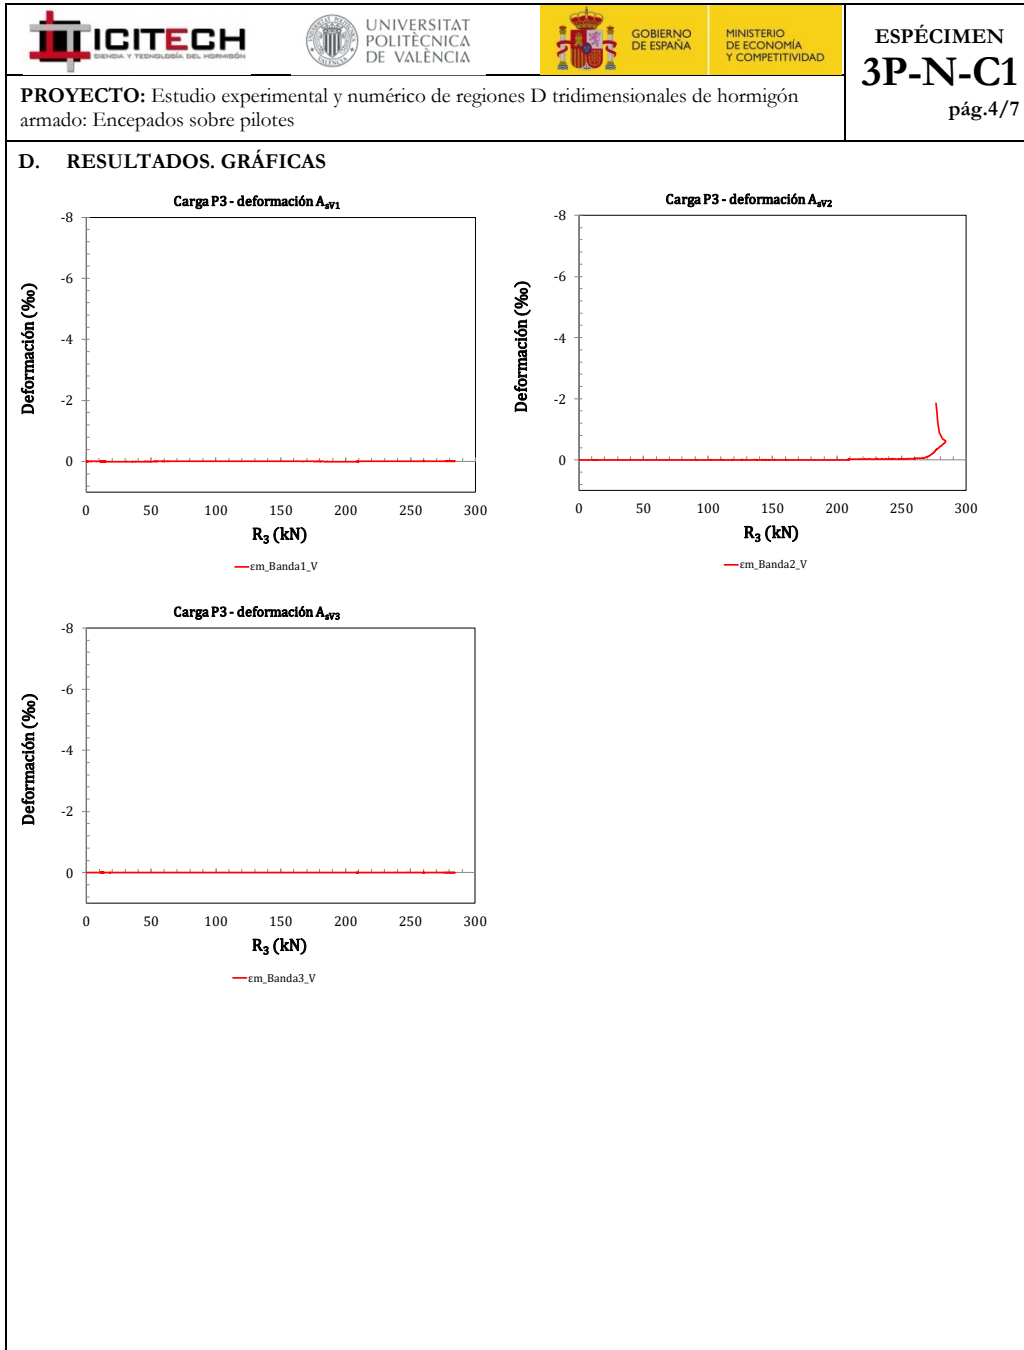 ICITECH
CIENCIA Y TECNOLOGÍA DEL HORMIGÓN
UNIVERSITAT
POLITÈCNICA
DE VALÈNCIA
GOBIERNO
DE ESPAÑA
MINISTERIO
DE ECONOMÍA
Y COMPETITIVIDAD
ESPÉCIMEN
3P-N-C1
pág.4/7
PROYECTO: Estudio experimental y numérico de regiones D tridimensionales de hormigón
armado: Encepados sobre pilotes
D. RESULTADOS. GRÁFICAS
Carga P3 - deformación AsV1
Deformación (‰)
-8
-6
-4
-2
0
0 50 100 150 200 250 300
R3 (kN)
εm_Banda1_V
Carga P3 - deformación AsV2
Deformación (‰)
-8
-6
-4
-2
0
0 50 100 150 200 250 300
R3 (kN)
εm_Banda2_V
Carga P3 - deformación AsV3
Deformación (‰)
-8
-6
-4
-2
0
0 50 100 150 200 250 300
R3 (kN)
εm_Banda3_V